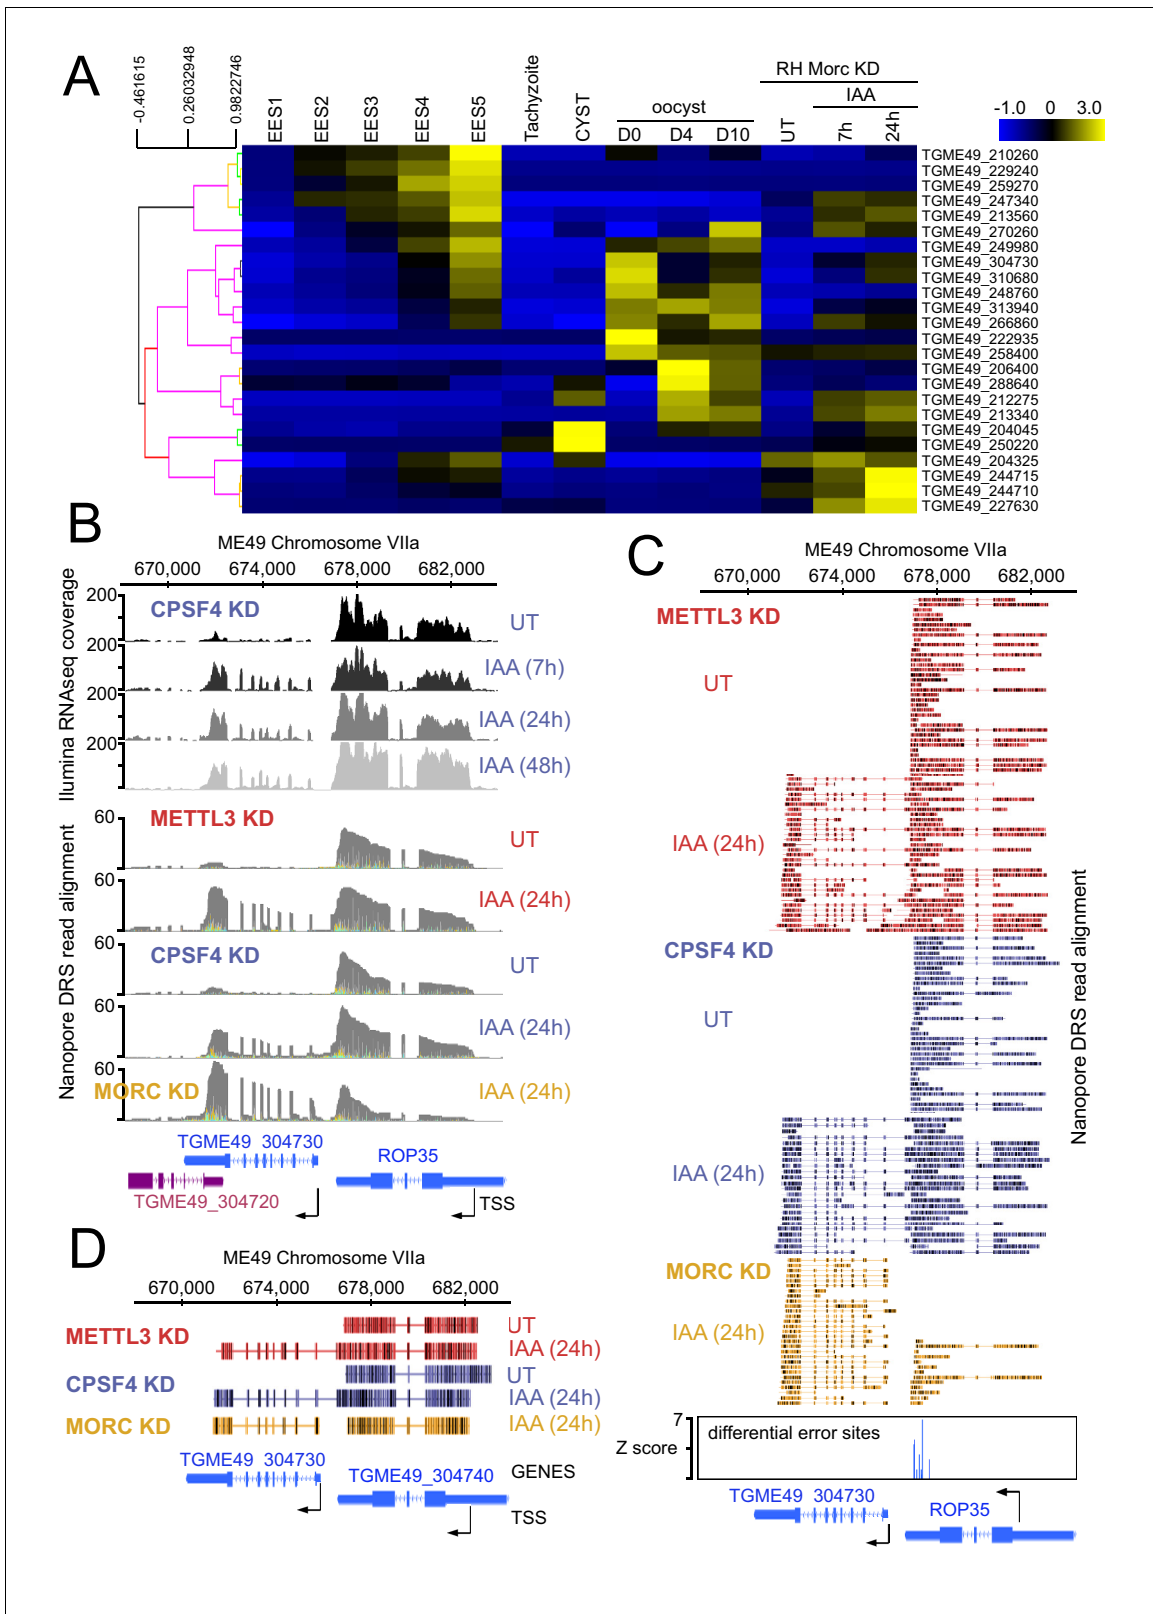 A
-0.461615
0.26032948
0.9822746
EES1
EES2
EES3
EES4
EES5
Tachyzoite
CYST
oocyst
D0 D4 D10
RH Morc KD
IAA
UT
7h
24h
-1.0 0 3.0
TGME49_210260
TGME49_229240
TGME49_259270
TGME49_247340
TGME49_213560
TGME49_270260
TGME49_249980
TGME49_304730
TGME49_310680
TGME49_248760
TGME49_313940
TGME49_266860
TGME49_222935
TGME49_258400
TGME49_206400
TGME49_288640
TGME49_212275
TGME49_213340
TGME49_204045
TGME49_250220
TGME49_204325
TGME49_244715
TGME49_244710
TGME49_227630
B
ME49 Chromosome VIIa
670,000 674,000 678,000 682,000
Ilumina RNAseq coverage
200
CPSF4 KD
UT
200
IAA (7h)
200
IAA (24h)
200
IAA (48h)
Nanopore DRS read alignment
60
METTL3 KD
UT
60
IAA (24h)
60
CPSF4 KD
UT
60
IAA (24h)
60
MORC KD
IAA (24h)
TGME49_304730
ROP35
TGME49_304720
TSS
C
ME49 Chromosome VIIa
670,000 674,000 678,000 682,000
METTL3 KD
UT
IAA (24h)
CPSF4 KD
UT
IAA (24h)
MORC KD
IAA (24h)
Nanopore DRS read alignment
7
Z score
differential error sites
TGME49_304730
ROP35
D
ME49 Chromosome VIIa
670,000 674,000 678,000 682,000
METTL3 KD
UT
IAA (24h)
CPSF4 KD
UT
IAA (24h)
MORC KD
IAA (24h)
TGME49_304730
TGME49_304740
GENES
TSS